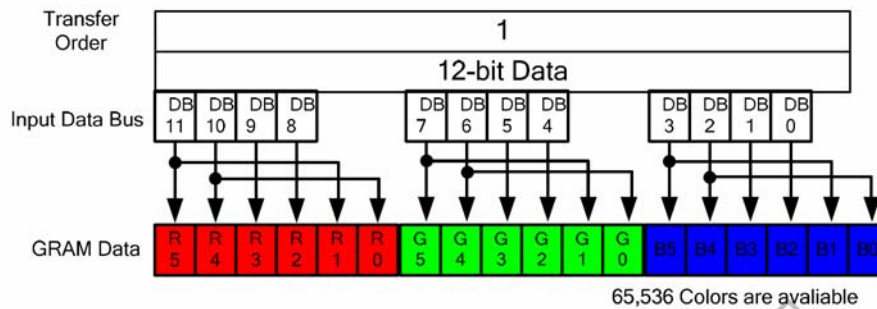 Transfer Order
1
12-bit Data
Input Data Bus
DB 11 DB 10 DB 9 DB 8 DB 7 DB 6 DB 5 DB 4 DB 3 DB 2 DB 1 DB 0
GRAM Data
R 5 R 4 R 3 R 2 R 1 R 0 G 5 G 4 G 3 G 2 G 1 G 0 B5 B4 B3 B2 B1 B0
65,536 Colors are avaliable